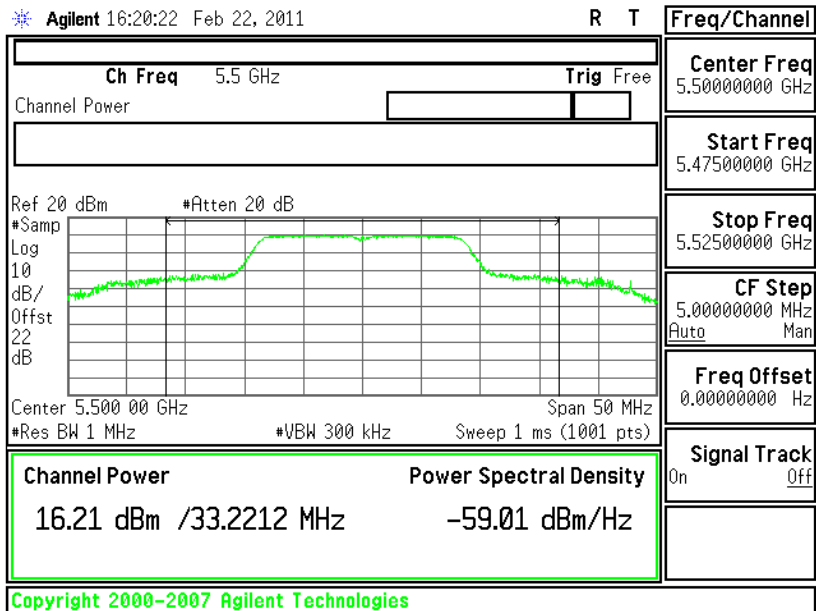 Agilent 16:20:22 Feb 22, 2011 R T
Freq/Channel
Ch Freq 5.5 GHz Trig Free
Channel Power
Center Freq
5.50000000 GHz
Start Freq
5.47500000 GHz
Stop Freq
5.52500000 GHz
CF Step
5.00000000 MHz
Auto Man
Freq Offset
0.00000000 Hz
Signal Track
On Off
Ref 20 dBm #Atten 20 dB
#Samp
Log
10
dB/
Offst
22
dB
Center 5.500 00 GHz Span 50 MHz
#Res BW 1 MHz #VBW 300 kHz Sweep 1 ms (1001 pts)
Channel Power Power Spectral Density
16.21 dBm /33.2212 MHz -59.01 dBm/Hz
Copyright 2000-2007 Agilent Technologies